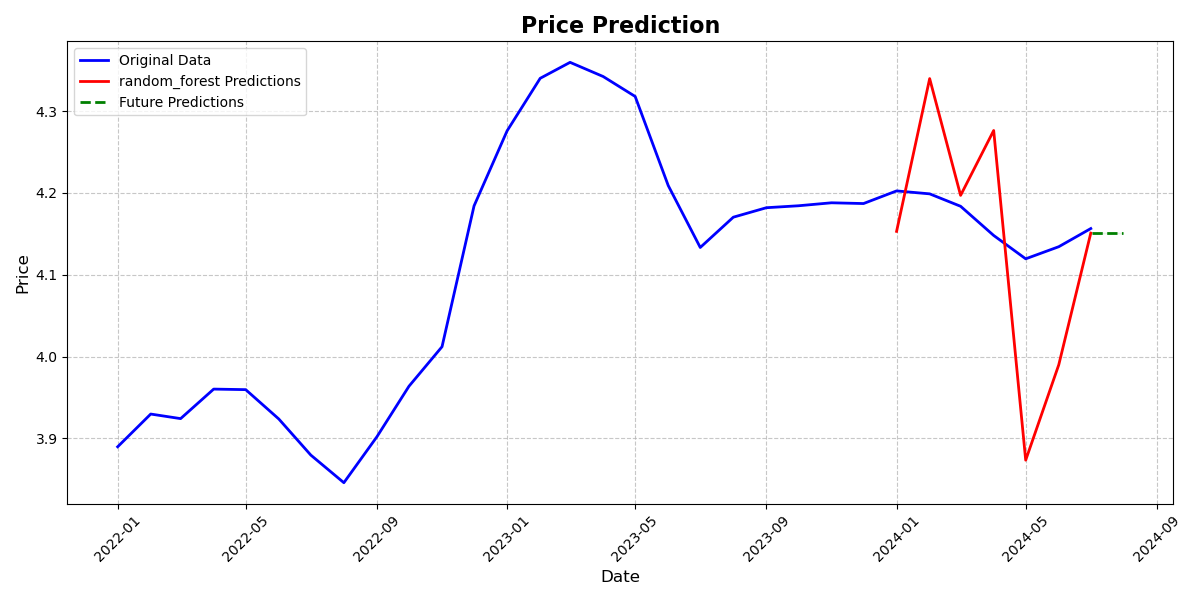 Price Prediction
Original Data
random_forest Predictions
Future Predictions
Price
4.3
4.2
4.1
4.0
3.9
2022-01
2022-05
2022-09
2023-01
2023-05
2023-09
2024-01
2024-05
2024-09
Date